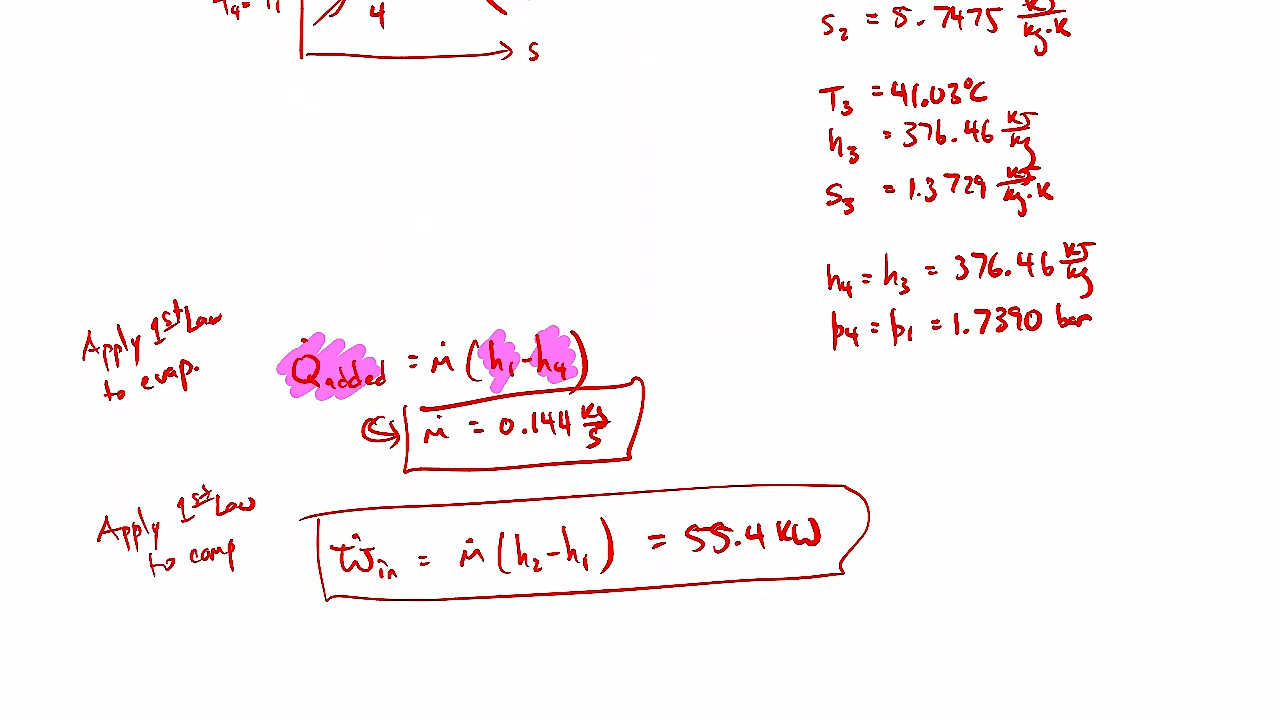 4
s
s₂ = 5.7475 kJ/kg·K
T₃ = 41.03°C
h₃ = 376.46 kJ/kg
s₃ = 1.3729 kJ/kg·K
h₄ = h₃ = 376.46 kJ/kg
p₄ = p₁ = 1.7390 bar
Apply 1st Law
to evap.
Q̇added = ṁ(h₁-h₄)
ṁ = 0.144 kg/s
Apply 1st Law
to comp
Ẇin = ṁ(h₂-h₁) = 55.4 kW